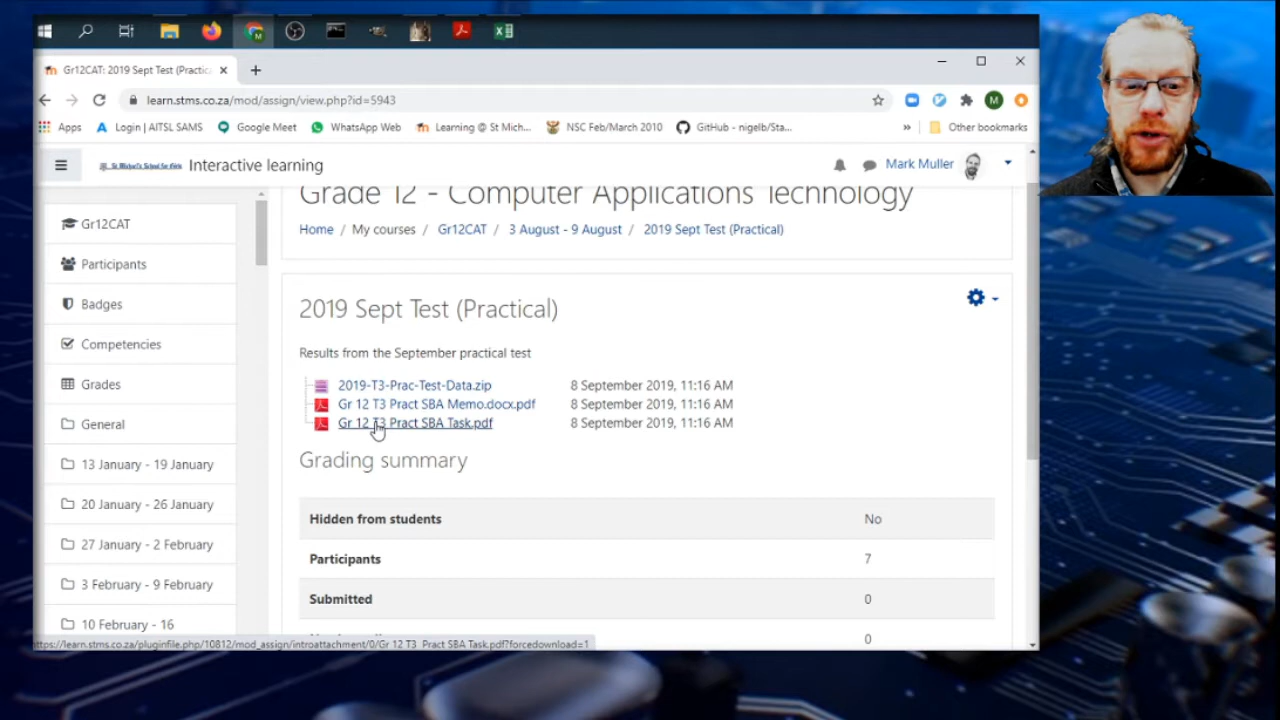 Gr12CAT: 2019 Sept Test (Practic
learn.stms.co.za/mod/assign/view.php?id=5943
M
Apps Login | AITSL SAMS Google Meet WhatsApp Web Learning @ St Mich... NSC Feb/March 2010 GitHub - nigelb/Sta... » Other bookmarks
St. Michael's School for Girls Interactive learning Mark Muller
Grade 12 - Computer Applications Technology
Home / My courses / Gr12CAT / 3 August - 9 August / 2019 Sept Test (Practical)
Gr12CAT
Participants
Badges
Competencies
Grades
General
13 January - 19 January
20 January - 26 January
27 January - 2 February
3 February - 9 February
10 February - 16
2019 Sept Test (Practical)
Results from the September practical test
2019-T3-Prac-Test-Data.zip 8 September 2019, 11:16 AM
Gr 12 T3 Pract SBA Memo.docx.pdf 8 September 2019, 11:16 AM
Gr 12 T3 Pract SBA Task.pdf 8 September 2019, 11:16 AM
Grading summary
Hidden from students No
Participants 7
Submitted 0
0
https://learn.stms.co.za/pluginfile.php/10812/mod_assign/introattachment/0/Gr 12 T3 Pract SBA Task.pdf?forcedownload=1